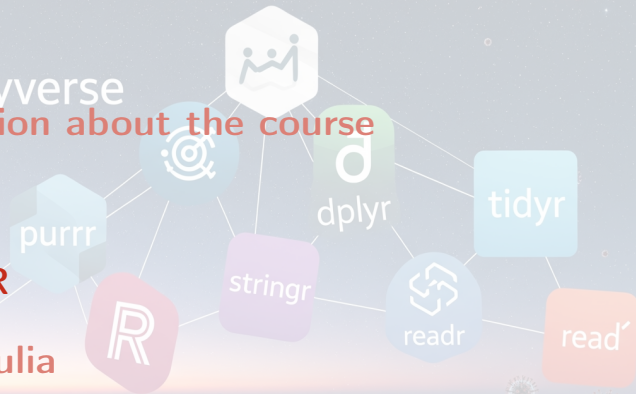 yverse
ion about the course
d
dplyr
tidyr
purrr
R
stringr
R
readr
read
ulia